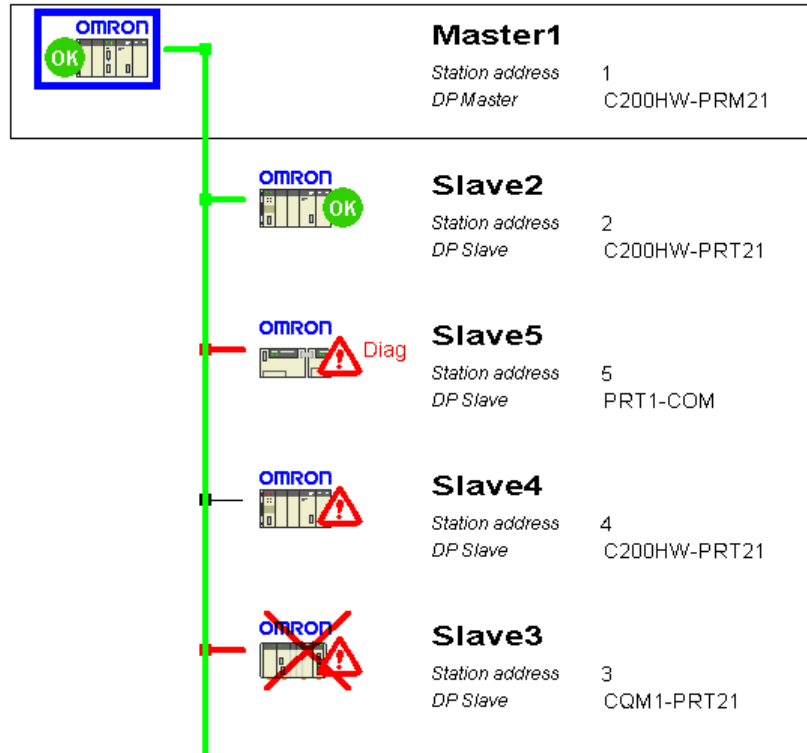 OMRON
OK
Master1
Station address 1
DP Master C200HW-PRM21
OMRON
OK
Slave2
Station address 2
DP Slave C200HW-PRT21
OMRON
Diag
Slave5
Station address 5
DP Slave PRT1-COM
OMRON
Slave4
Station address 4
DP Slave C200HW-PRT21
OMRON
Slave3
Station address 3
DP Slave CQM1-PRT21